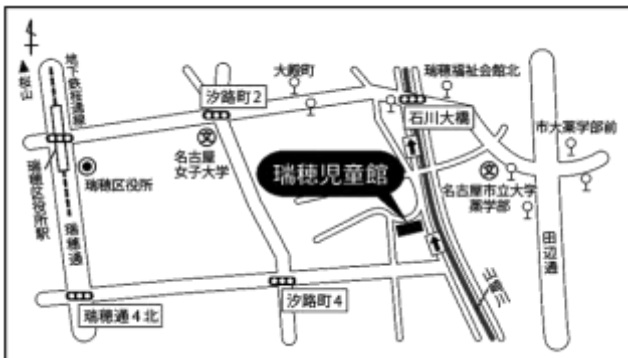 地下鉄桜通線
▲桜山
大殿町
瑞穂福祉会館北
汐路町2
石川大橋
市大薬学部前
名古屋
女子大学
瑞穂区役所
瑞穂区役所駅
瑞穂児童館
名古屋市立大学
薬学部
瑞穂通
田辺通
山崎川
瑞穂通4北
汐路町4